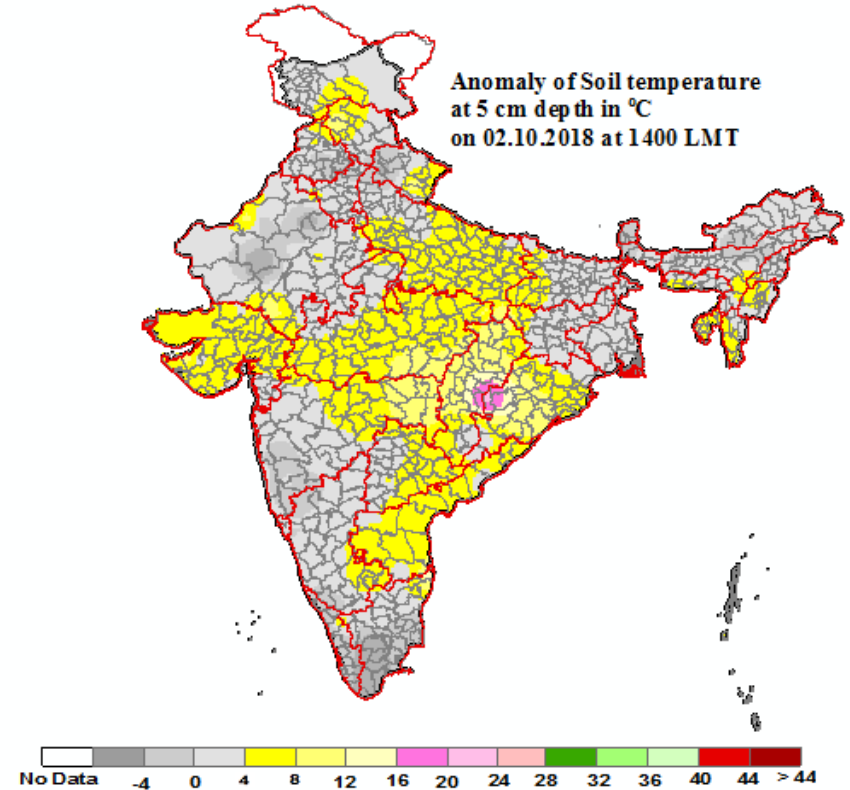 Anomaly of Soil temperature
at 5 cm depth in ⁰C
on 02.10.2018 at 1400 LMT
No Data -4 0 4 8 12 16 20 24 28 32 36 40 44 > 44